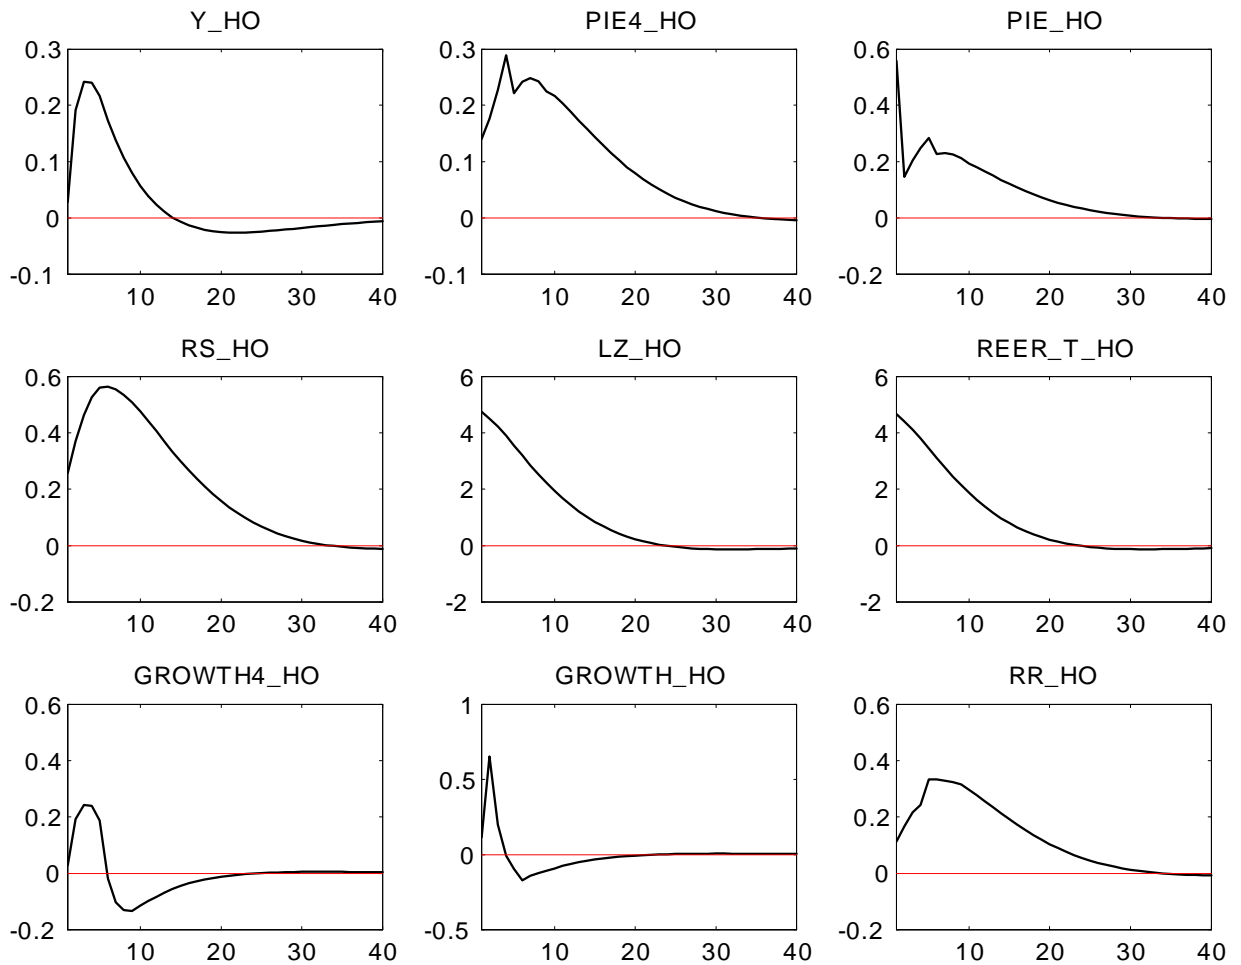 Y_HO PIE4_HO PIE_HO
0.3 0.3 0.6
0.2 0.2 0.4
0.1 0.1 0.2
0 0 0
-0.1 -0.1 -0.2
10 20 30 40 10 20 30 40 10 20 30 40
RS_HO LZ_HO REER_T_HO
0.6 6 6
0.4 4 4
0.2 2 2
0 0 0
-0.2 -2 -2
10 20 30 40 10 20 30 40 10 20 30 40
GROWTH4_HO GROWTH_HO RR_HO
0.6 1 0.6
0.4 0.4
0.5
0.2 0.2
0
0 0
-0.2 -0.5 -0.2
10 20 30 40 10 20 30 40 10 20 30 40